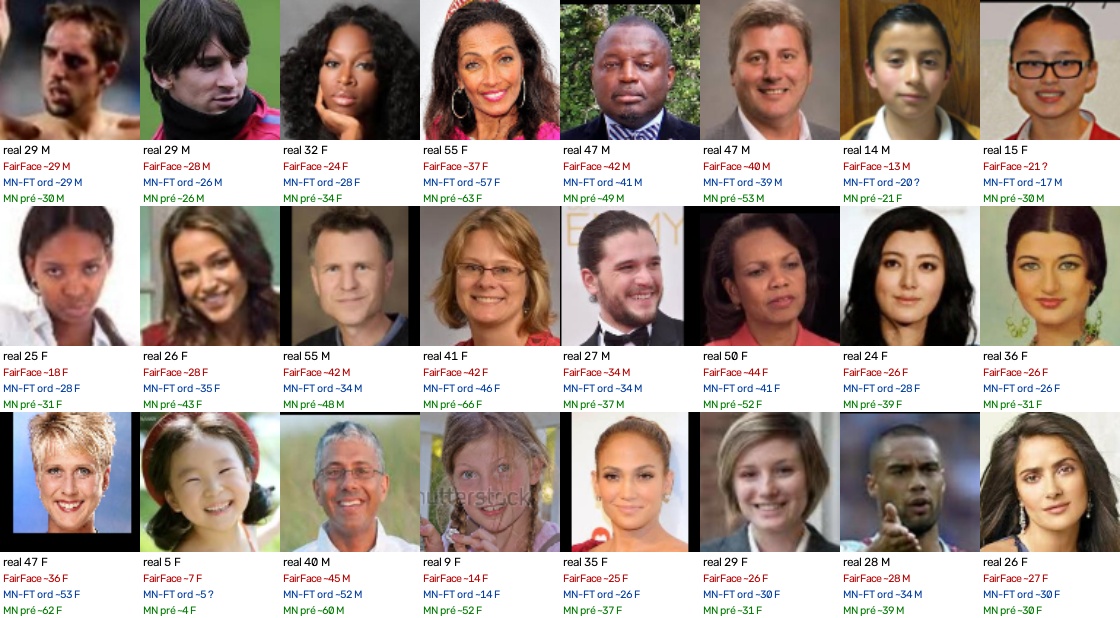 real 29 M
FairFace ~29 M
MN-FT ord ~29 M
MN pré ~30 M
real 29 M
FairFace ~28 M
MN-FT ord ~26 M
MN pré ~26 M
real 32 F
FairFace ~24 F
MN-FT ord ~28 F
MN pré ~34 F
real 55 F
FairFace ~37 F
MN-FT ord ~57 F
MN pré ~63 F
real 47 M
FairFace ~42 M
MN-FT ord ~41 M
MN pré ~49 M
real 47 M
FairFace ~40 M
MN-FT ord ~39 M
MN pré ~53 M
real 14 M
FairFace ~13 M
MN-FT ord ~20 ?
MN pré ~21 F
real 15 F
FairFace ~21 ?
MN-FT ord ~17 M
MN pré ~30 M
real 25 F
FairFace ~18 F
MN-FT ord ~28 F
MN pré ~31 F
real 26 F
FairFace ~28 F
MN-FT ord ~35 F
MN pré ~43 F
real 55 M
FairFace ~42 M
MN-FT ord ~34 M
MN pré ~48 M
real 41 F
FairFace ~42 F
MN-FT ord ~46 F
MN pré ~66 F
EMMY
real 27 M
FairFace ~34 M
MN-FT ord ~34 M
MN pré ~37 M
real 50 F
FairFace ~44 F
MN-FT ord ~41 F
MN pré ~52 F
real 24 F
FairFace ~26 F
MN-FT ord ~28 F
MN pré ~39 F
real 36 F
FairFace ~26 F
MN-FT ord ~26 F
MN pré ~31 F
real 47 F
FairFace ~36 F
MN-FT ord ~53 F
MN pré ~62 F
real 5 F
FairFace ~7 F
MN-FT ord ~5 ?
MN pré ~4 F
real 40 M
FairFace ~45 M
MN-FT ord ~52 M
MN pré ~60 M
hutterstock
real 9 F
FairFace ~14 F
MN-FT ord ~14 F
MN pré ~52 F
real 35 F
FairFace ~25 F
MN-FT ord ~26 F
MN pré ~37 F
real 29 F
FairFace ~26 F
MN-FT ord ~30 F
MN pré ~31 F
real 28 M
FairFace ~28 M
MN-FT ord ~34 M
MN pré ~39 M
real 26 F
FairFace ~27 F
MN-FT ord ~30 F
MN pré ~30 F